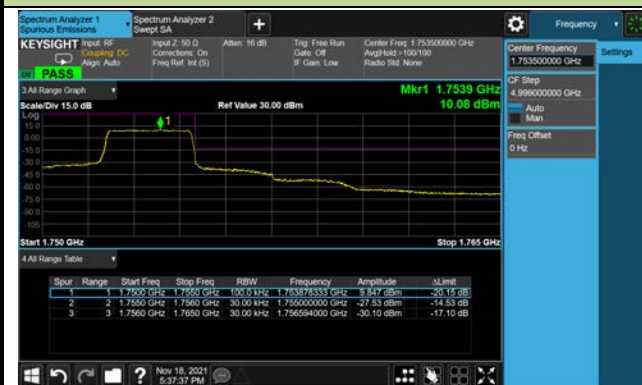 Spectrum Analyzer 1
Spurious Emissions
Spectrum Analyzer 2
Swept SA
+
Frequency
KEYSIGHT
Input: RF
Coupling: DC
Align: Auto
Input Z: 50 Ω
Corrections: On
Freq Ref: Int (S)
Atten: 16 dB
Trig: Free Run
Gate: Off
IF Gain: Low
Center Freq: 1.753500000 GHz
Avg|Hold:>100/100
Radio Std: None
PASS
Center Frequency
1.753500000 GHz
Settings
CF Step
4.999000000 GHz
Auto
Man
Freq Offset
0 Hz
3 All Range Graph
Mkr1 1.7539 GHz
10.08 dBm
Scale/Div 15.0 dB
Ref Value 30.00 dBm
Log
15.0
0.00
-15.0
-30.0
-45.0
-60.0
-75.0
-90.0
-105
1
Start 1.750 GHz
Stop 1.765 GHz
4 All Range Table
Spur Range Start Freq Stop Freq RBW Frequency Amplitude ΔLimit
1 1 1.7500 GHz 1.7550 GHz 100.0 kHz 1.753878333 GHz 9.847 dBm -20.15 dB
2 2 1.7550 GHz 1.7560 GHz 30.00 kHz 1.755000000 GHz -27.53 dBm -14.53 dB
3 3 1.7560 GHz 1.7650 GHz 30.00 kHz 1.756594000 GHz -30.10 dBm -17.10 dB
?
Nov 18, 2021
5:37:37 PM